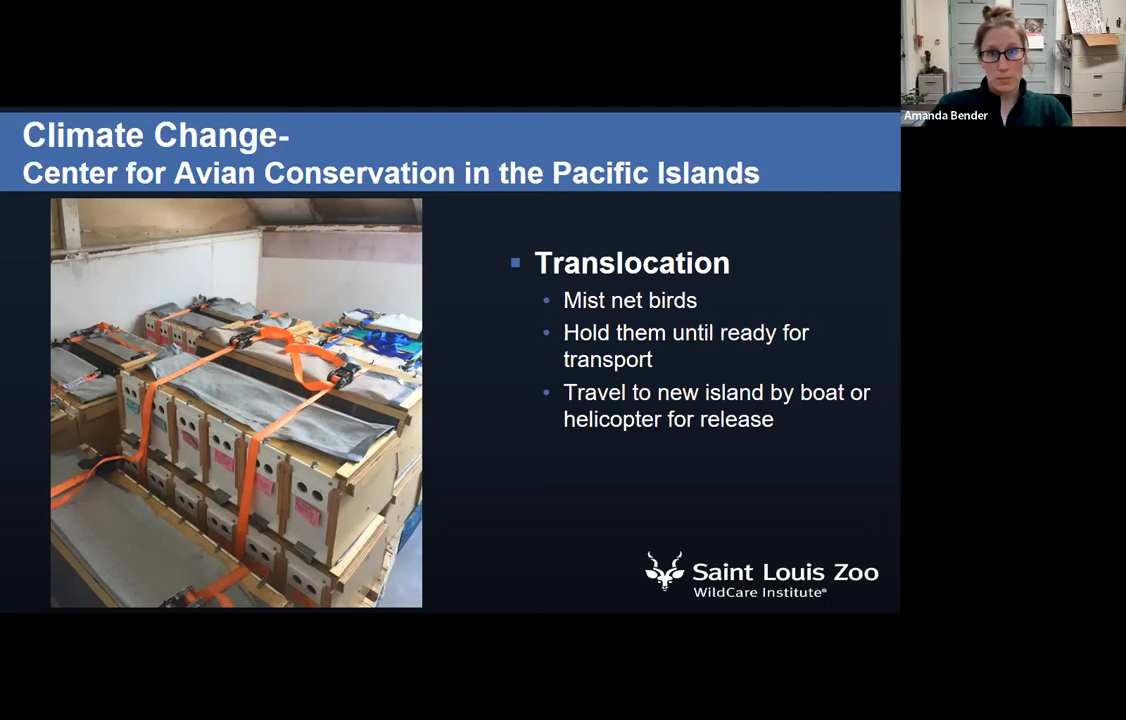 Amanda Bender
Climate Change-
Center for Avian Conservation in the Pacific Islands
Translocation
Mist net birds
Hold them until ready for
transport
Travel to new island by boat or
helicopter for release
Saint Louis Zoo
WildCare Institute®